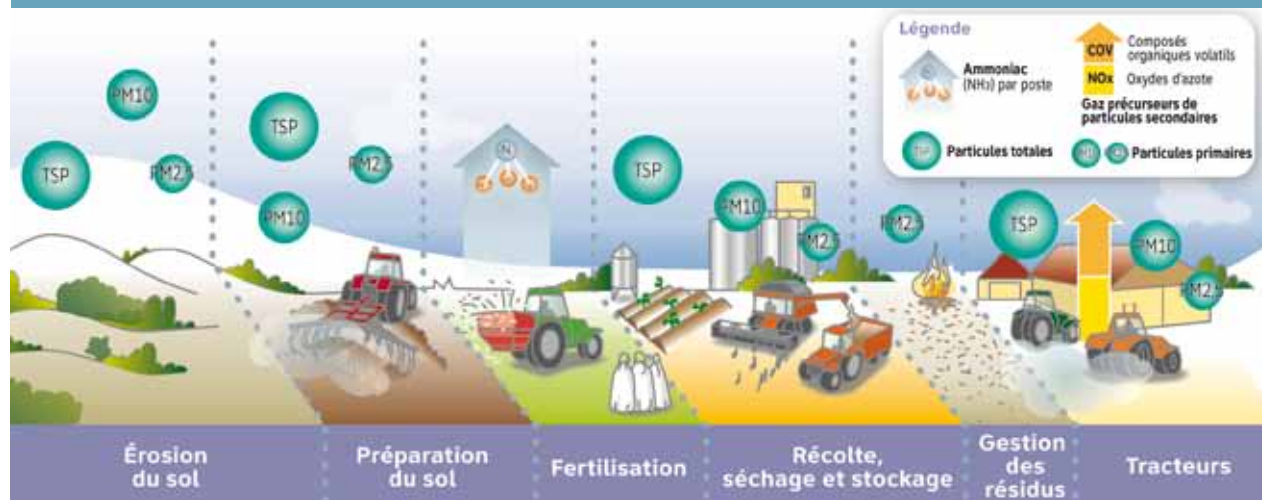 Légende
Ammoniac
(NH₃) par poste
COV
Composés
organiques volatils
NOx
Oxydes d'azote
Gaz précurseurs de
particules secondaires
TSP
Particules totales
Particules primaires
PM10
TSP
PM2,5
TSP
PM10
PM2,5
N
TSP
PM10
PM2,5
PM2,5
TSP
PM10
PM2,5
Érosion
du sol
Préparation
du sol
Fertilisation
Récolte,
séchage et stockage
Gestion
des
résidus
Tracteurs